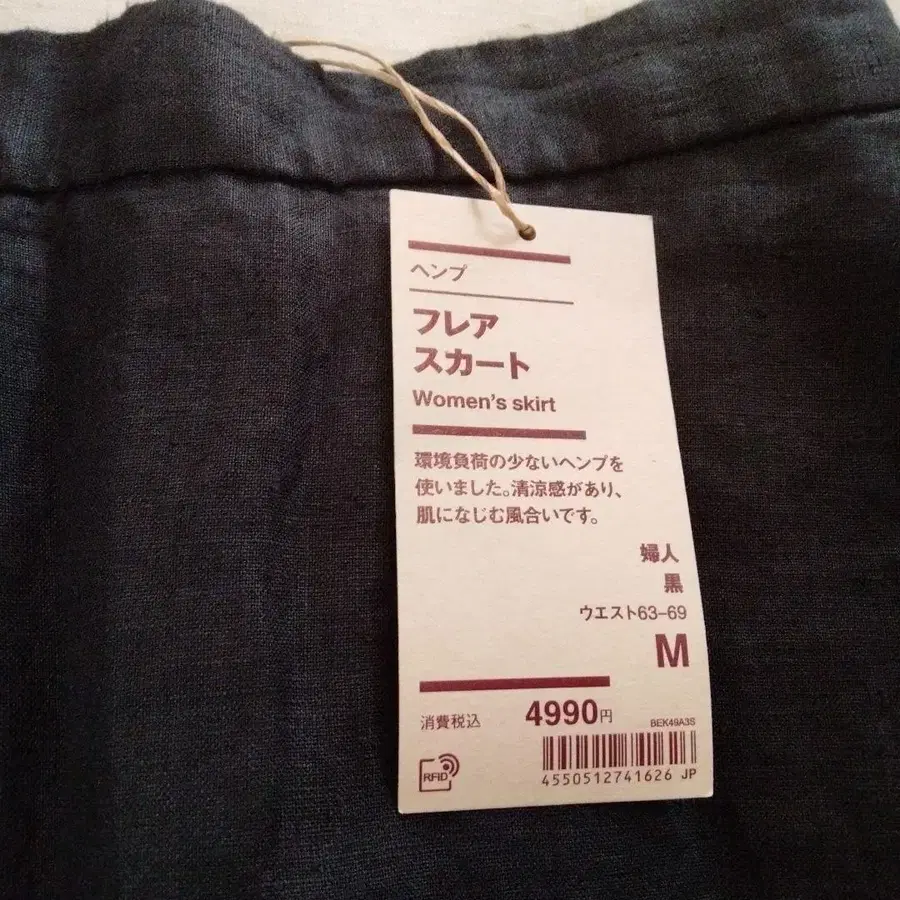 ヘンプ
フレア
スカート
Women's skirt
環境負荷の少ないヘンプを
使いました。清涼感があり、
肌になじむ風合いです。
婦人
黒
ウエスト63-69
M
消費税込 4990円
BEK49A3S
RFID
4550512741626 JP